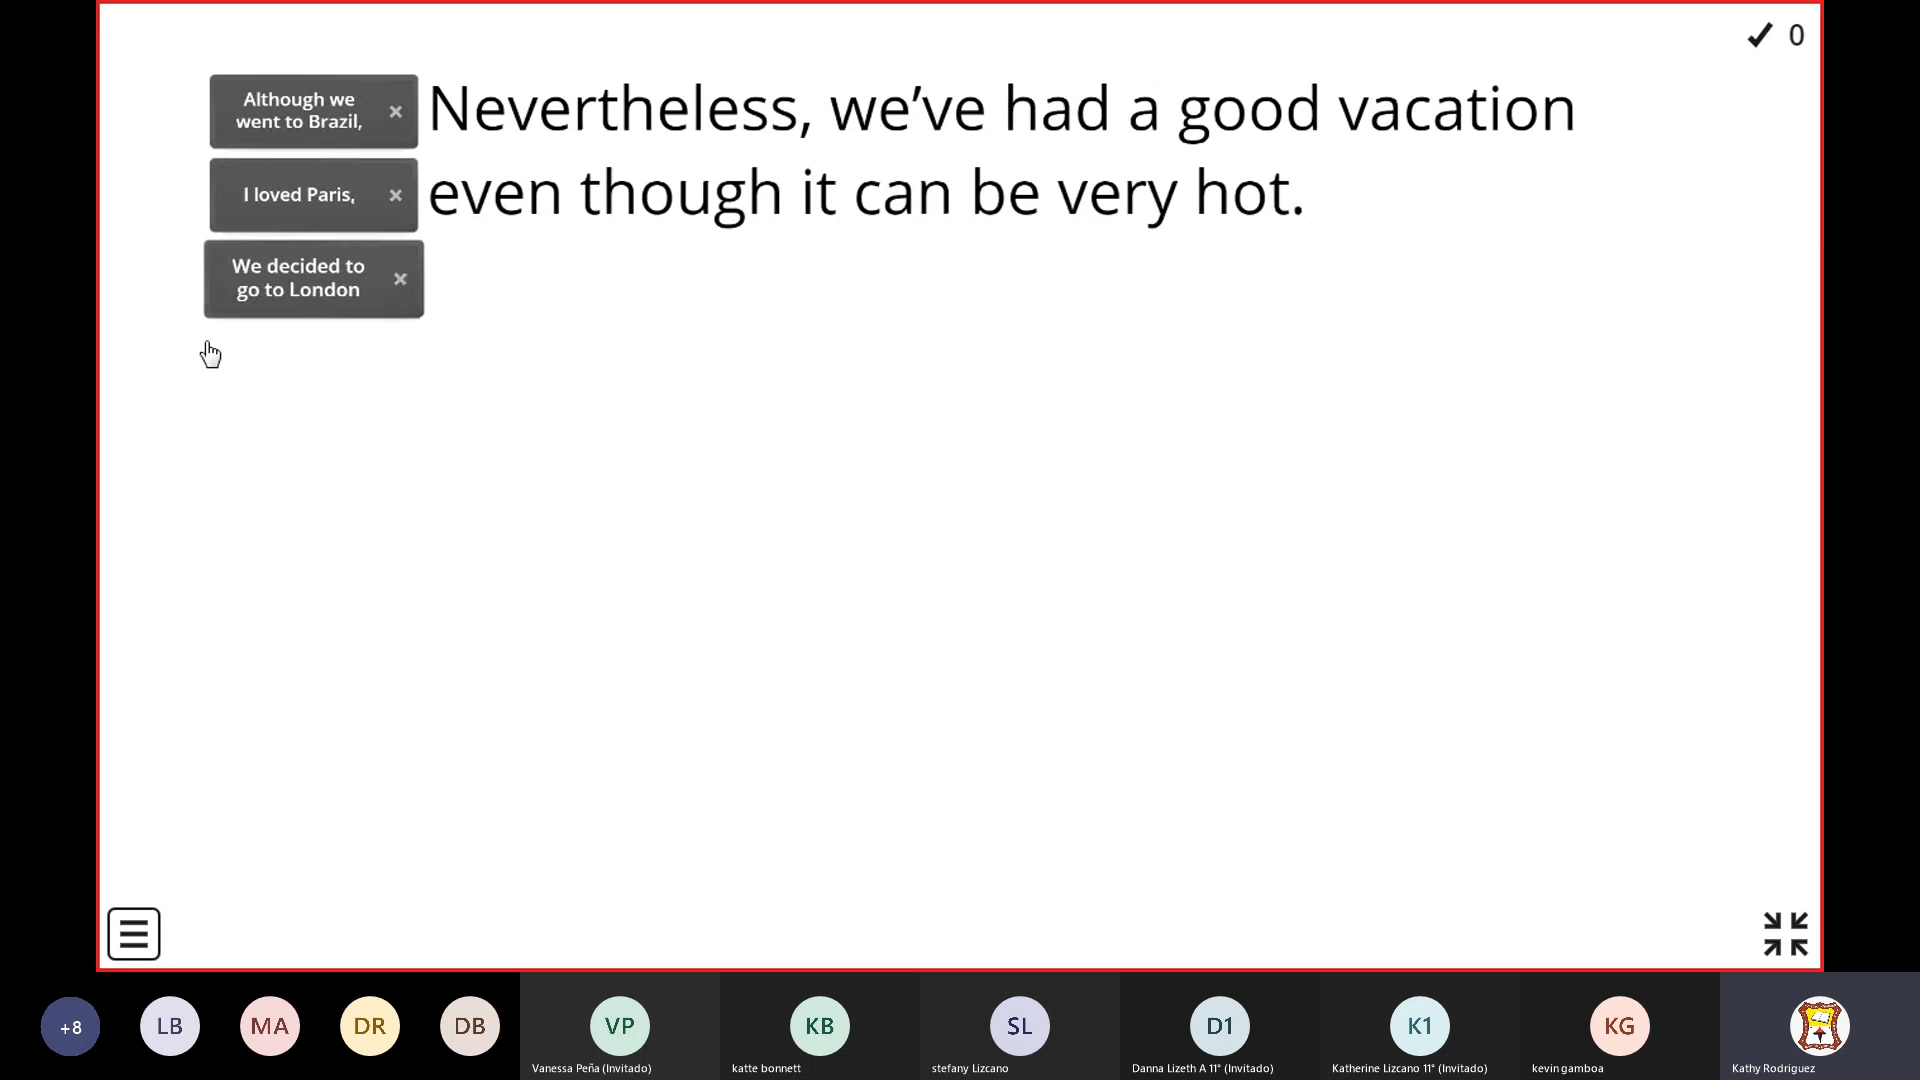 0
Although we
went to Brazil,
I loved Paris,
We decided to
go to London
Nevertheless, we’ve had a good vacation
even though it can be very hot.
+8
LB
MA
DR
DB
VP
Vanessa Peña (Invitado)
KB
katte bonnett
SL
stefany Lizcano
D1
Danna Lizeth A 11° (Invitado)
K1
Katherine Lizcano 11° (Invitado)
KG
kevin gamboa
Kathy Rodriguez